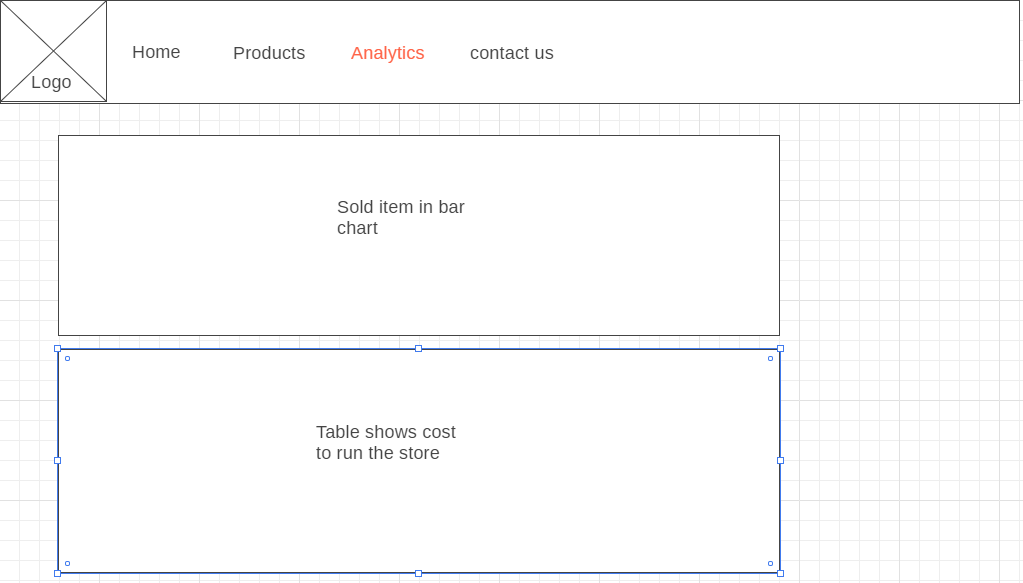 Home
Products
Analytics
contact us
Logo
Sold item in bar
chart
Table shows cost
to run the store